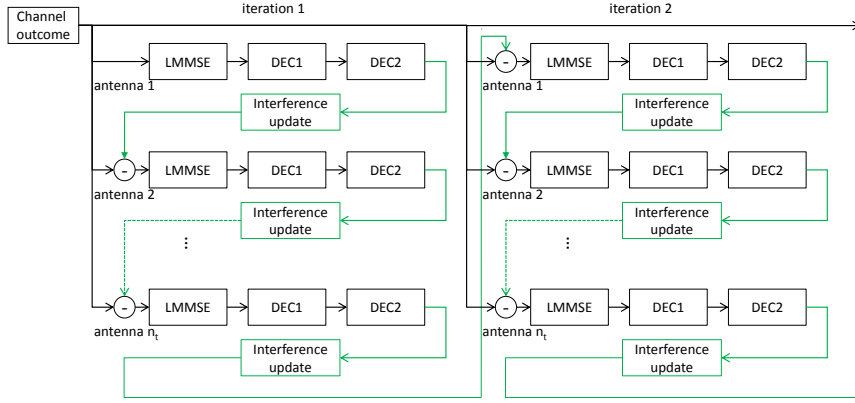 iteration 1
iteration 2
Channel
outcome
LMMSE
DEC1
DEC2
-
LMMSE
DEC1
DEC2
antenna 1
antenna 1
Interference
update
Interference
update
-
LMMSE
DEC1
DEC2
-
LMMSE
DEC1
DEC2
antenna 2
antenna 2
Interference
update
Interference
update
...
...
-
LMMSE
DEC1
DEC2
-
LMMSE
DEC1
DEC2
antenna nt
antenna nt
Interference
update
Interference
update